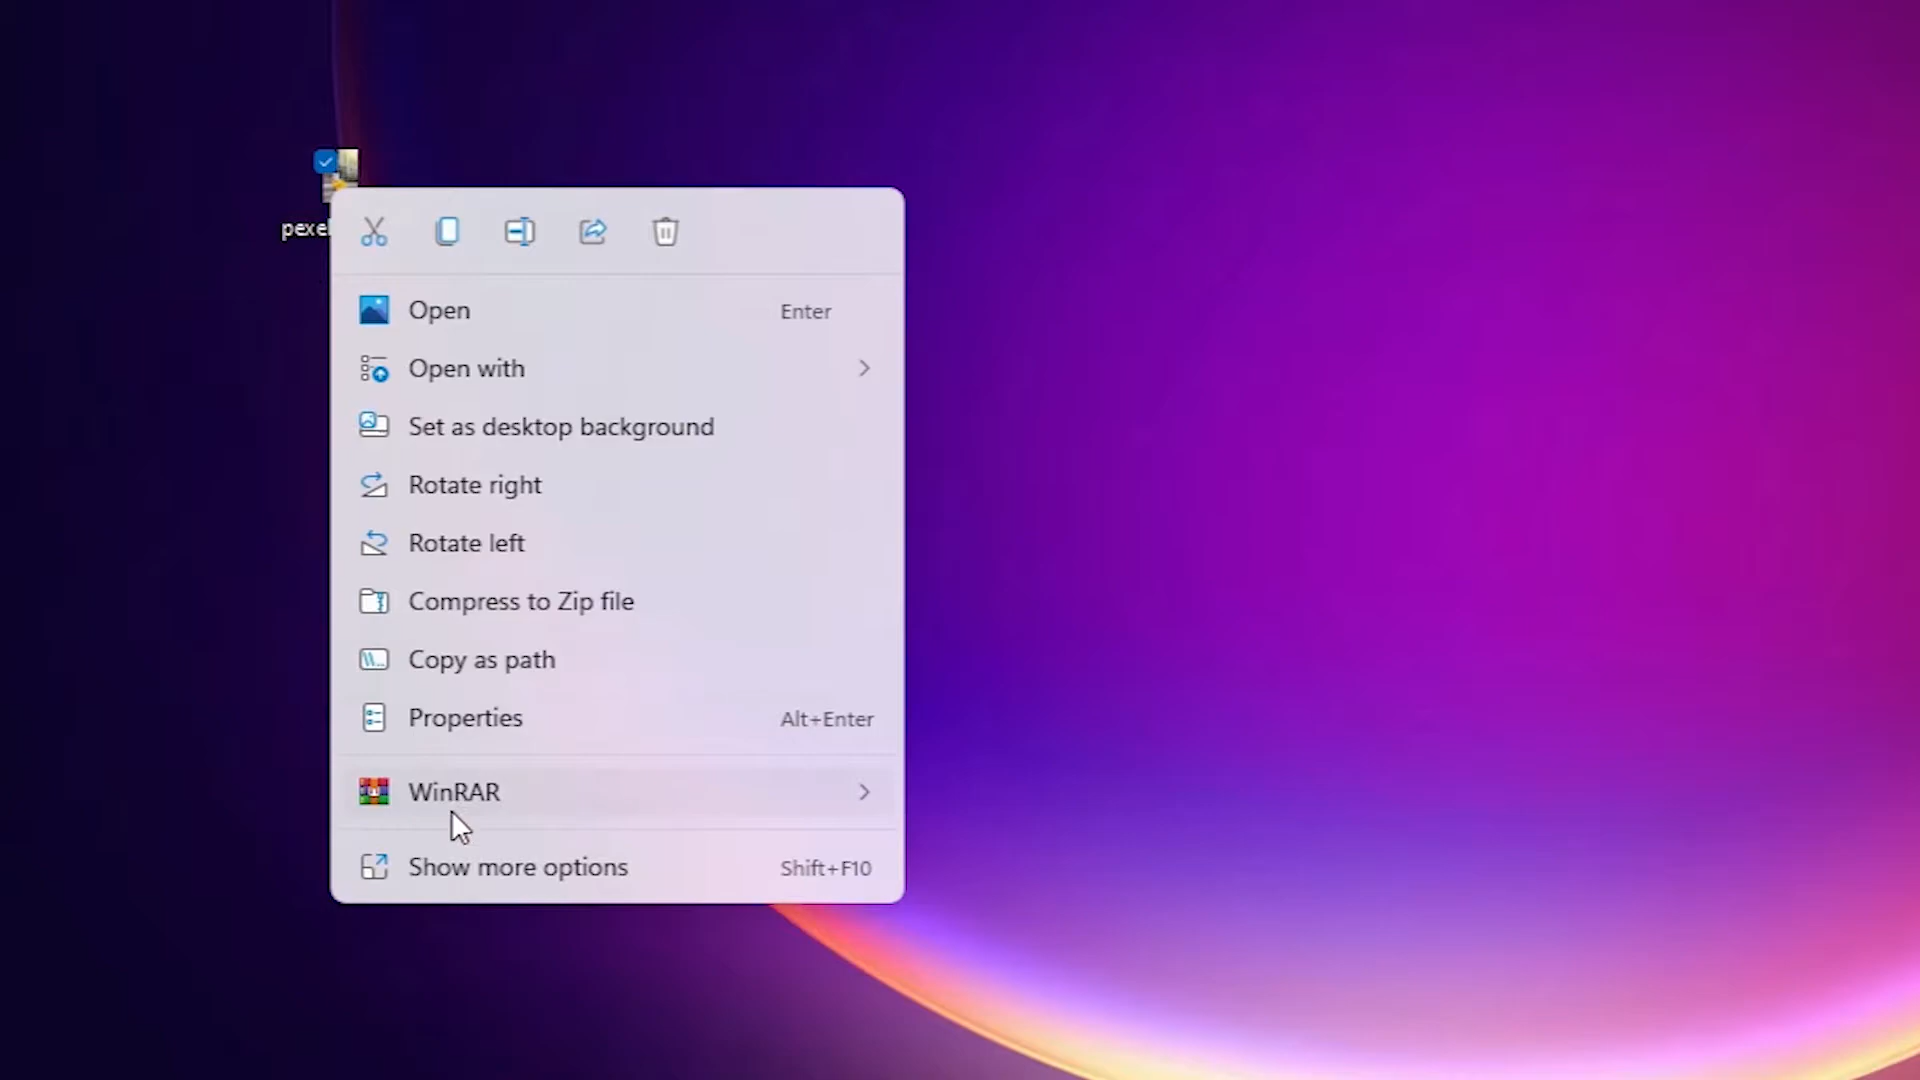 Open Enter
Open with
Set as desktop background
Rotate right
Rotate left
Compress to Zip file
Copy as path
Properties Alt+Enter
WinRAR
Show more options Shift+F10